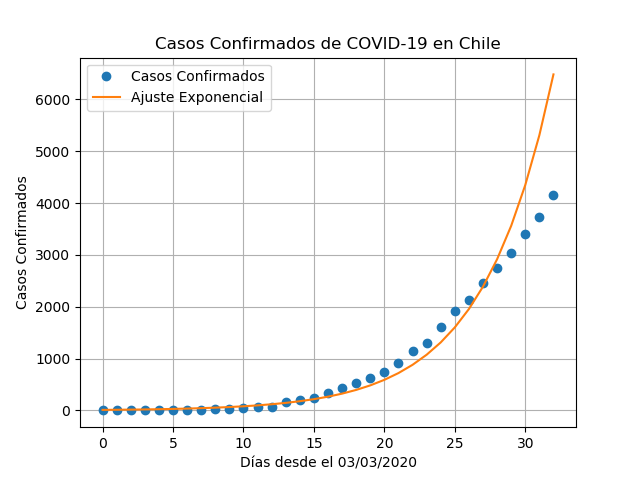 Casos Confirmados de COVID-19 en Chile
Casos Confirmados
Ajuste Exponencial
Casos Confirmados
6000
5000
4000
3000
2000
1000
0
0 5 10 15 20 25 30
Días desde el 03/03/2020